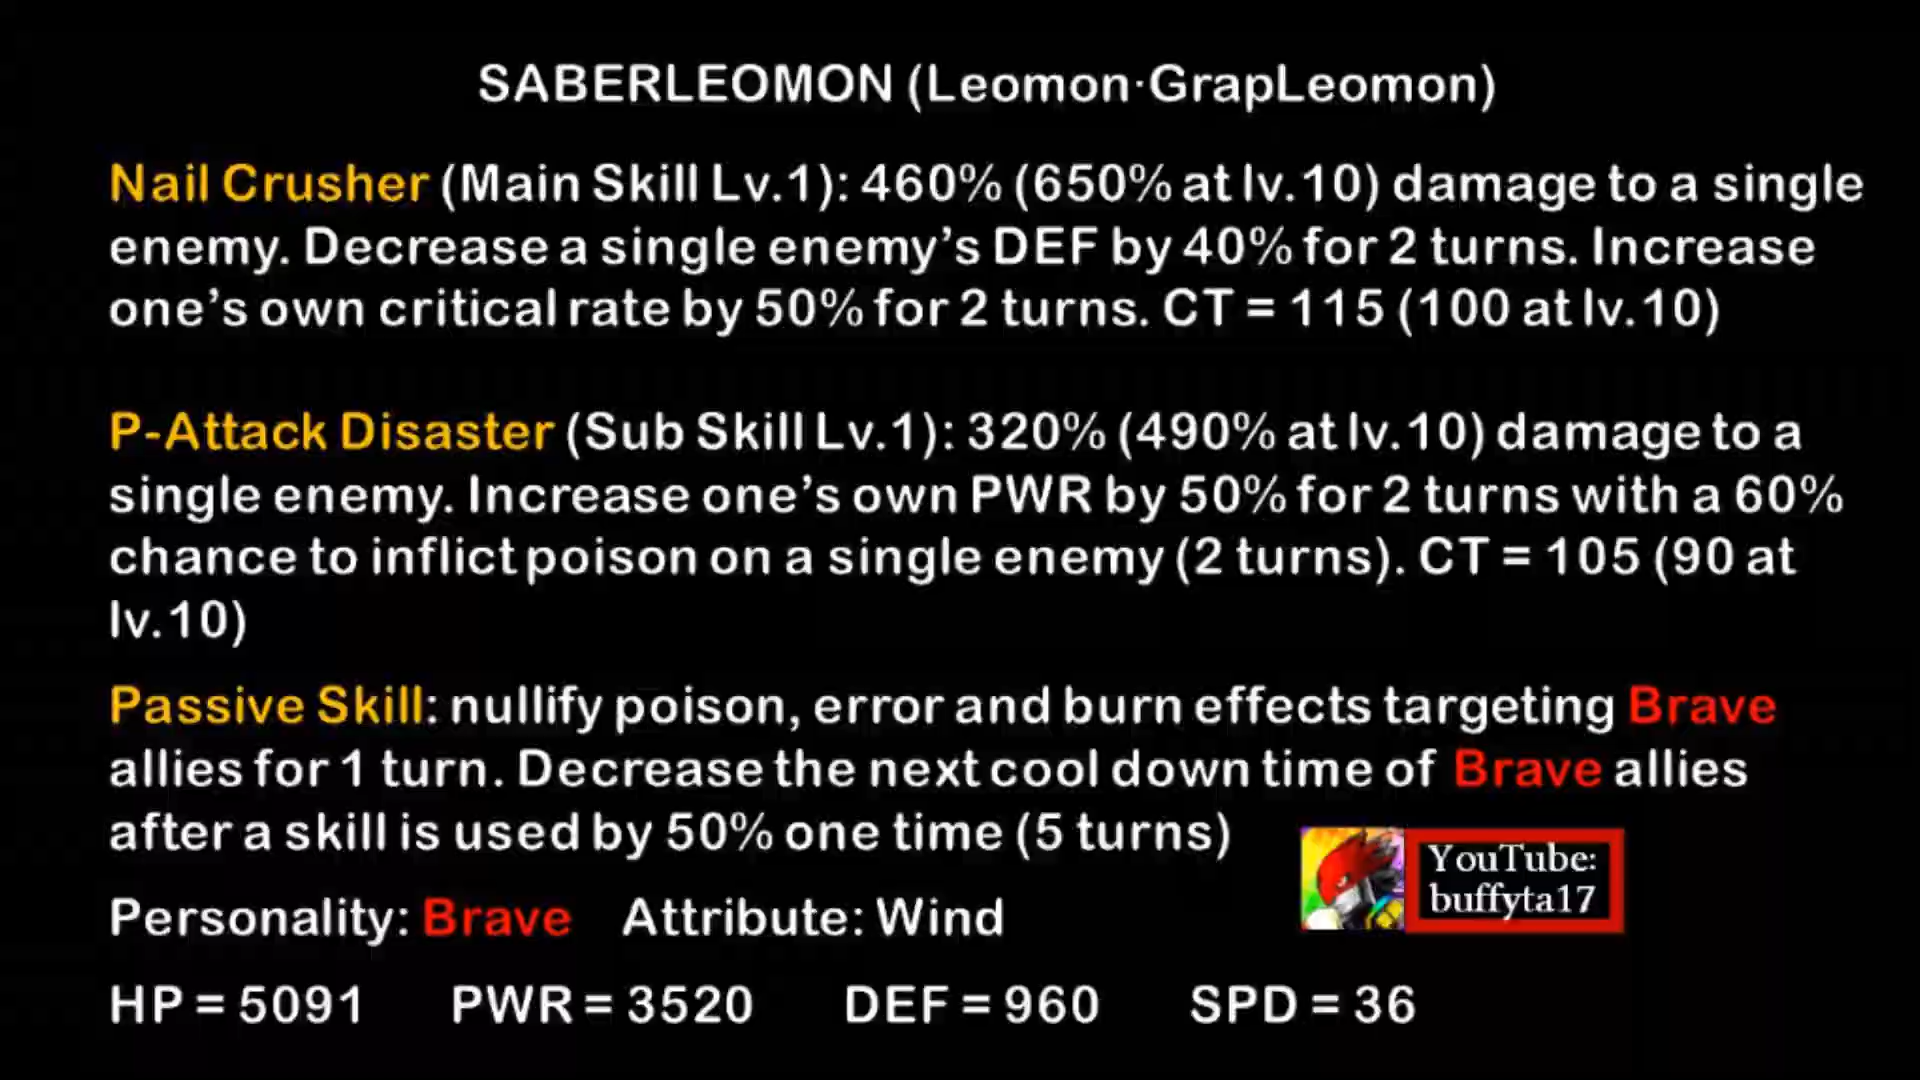 SABERLEOMON (Leomon·GrapLeomon)
Nail Crusher (Main Skill Lv.1): 460% (650% at lv.10) damage to a single
enemy. Decrease a single enemy’s DEF by 40% for 2 turns. Increase
one’s own critical rate by 50% for 2 turns. CT = 115 (100 at lv.10)
P-Attack Disaster (Sub Skill Lv.1): 320% (490% at lv.10) damage to a
single enemy. Increase one’s own PWR by 50% for 2 turns with a 60%
chance to inflict poison on a single enemy (2 turns). CT = 105 (90 at
lv.10)
Passive Skill: nullify poison, error and burn effects targeting Brave
allies for 1 turn. Decrease the next cool down time of Brave allies
after a skill is used by 50% one time (5 turns)
YouTube:
buffyta17
Personality: Brave Attribute: Wind
HP = 5091 PWR = 3520 DEF = 960 SPD = 36